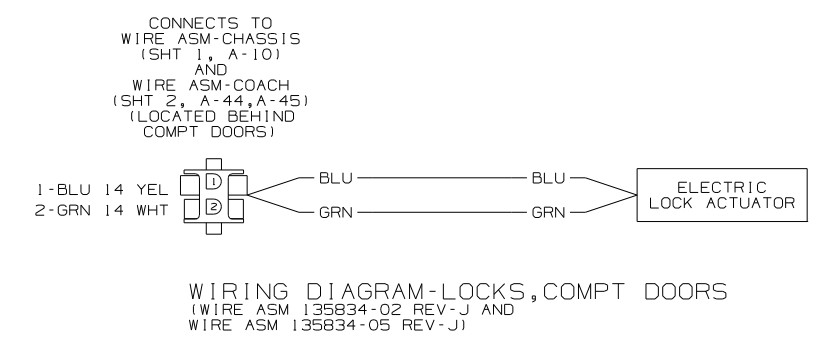 CONNECTS TO
WIRE ASM-CHASSIS
(SHT 1, A-10)
AND
WIRE ASM-COACH
(SHT 2, A-44,A-45)
(LOCATED BEHIND
COMPT DOORS)
1-BLU 14 YEL
2-GRN 14 WHT
1
2
BLU
BLU
GRN
GRN
ELECTRIC
LOCK ACTUATOR
WIRING DIAGRAM-LOCKS,COMPT DOORS
(WIRE ASM 135834-02 REV-J AND
WIRE ASM 135834-05 REV-J)